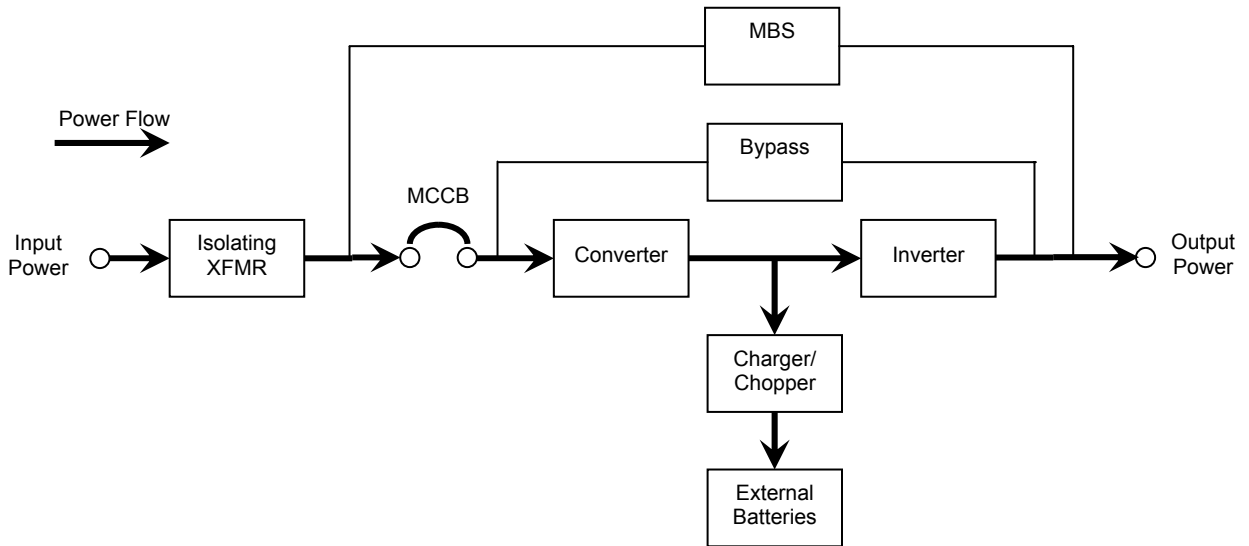 MBS
Power Flow
Bypass
MCCB
Input
Power
Isolating
XFMR
Converter
Inverter
Output
Power
Charger/
Chopper
External
Batteries